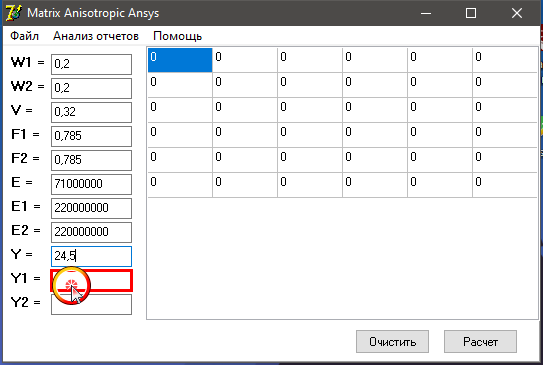 Matrix Anisotropic Ansys
Файл Анализ отчетов Помощь
W1 = 0,2
W2 = 0,2
V = 0,32
F1 = 0,785
F2 = 0,785
E = 71000000
E1 = 220000000
E2 = 220000000
Y = 24,5
Y1 =
Y2 =
0 0 0 0 0 0
0 0 0 0 0 0
0 0 0 0 0 0
0 0 0 0 0 0
0 0 0 0 0 0
0 0 0 0 0 0
Очистить Расчет